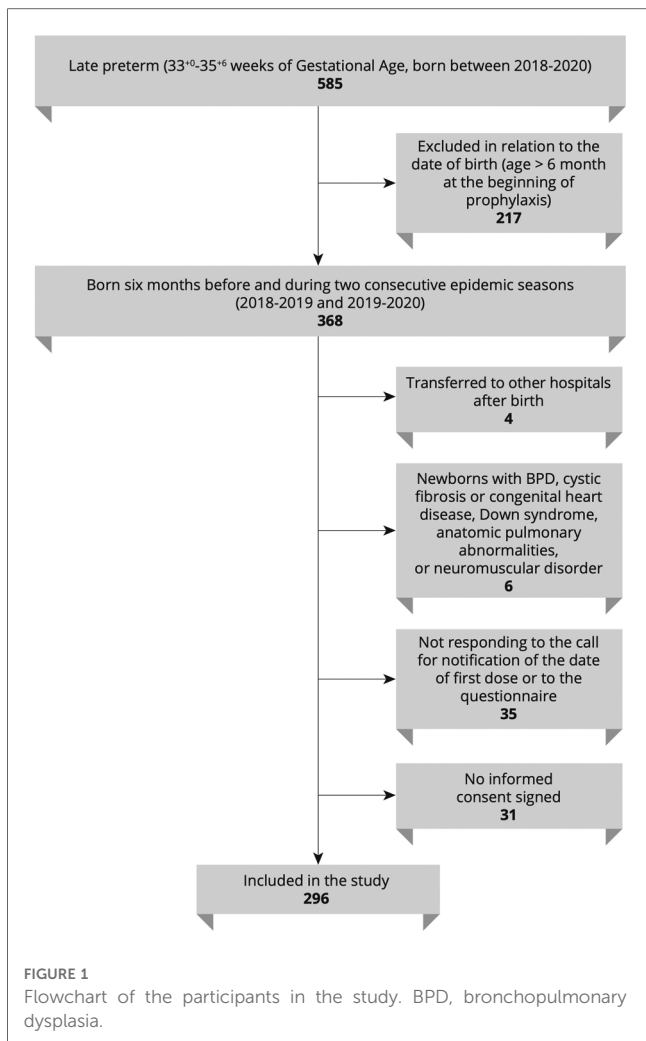 Late preterm (33⁺⁰-35⁺⁶ weeks of Gestational Age, born between 2018-2020)
585
Excluded in relation to the
date of birth (age > 6 month
at the beginning of
prophylaxis)
217
Born six months before and during two consecutive epidemic seasons
(2018-2019 and 2019-2020)
368
Transferred to other hospitals
after birth
4
Newborns with BPD, cystic
fibrosis or congenital heart
disease, Down syndrome,
anatomic pulmonary
abnormalities,
or neuromuscular disorder
6
Not responding to the call
for notification of the date
of first dose or to the
questionnaire
35
No informed
consent signed
31
Included in the study
296
FIGURE 1
Flowchart of the participants in the study. BPD, bronchopulmonary
dysplasia.